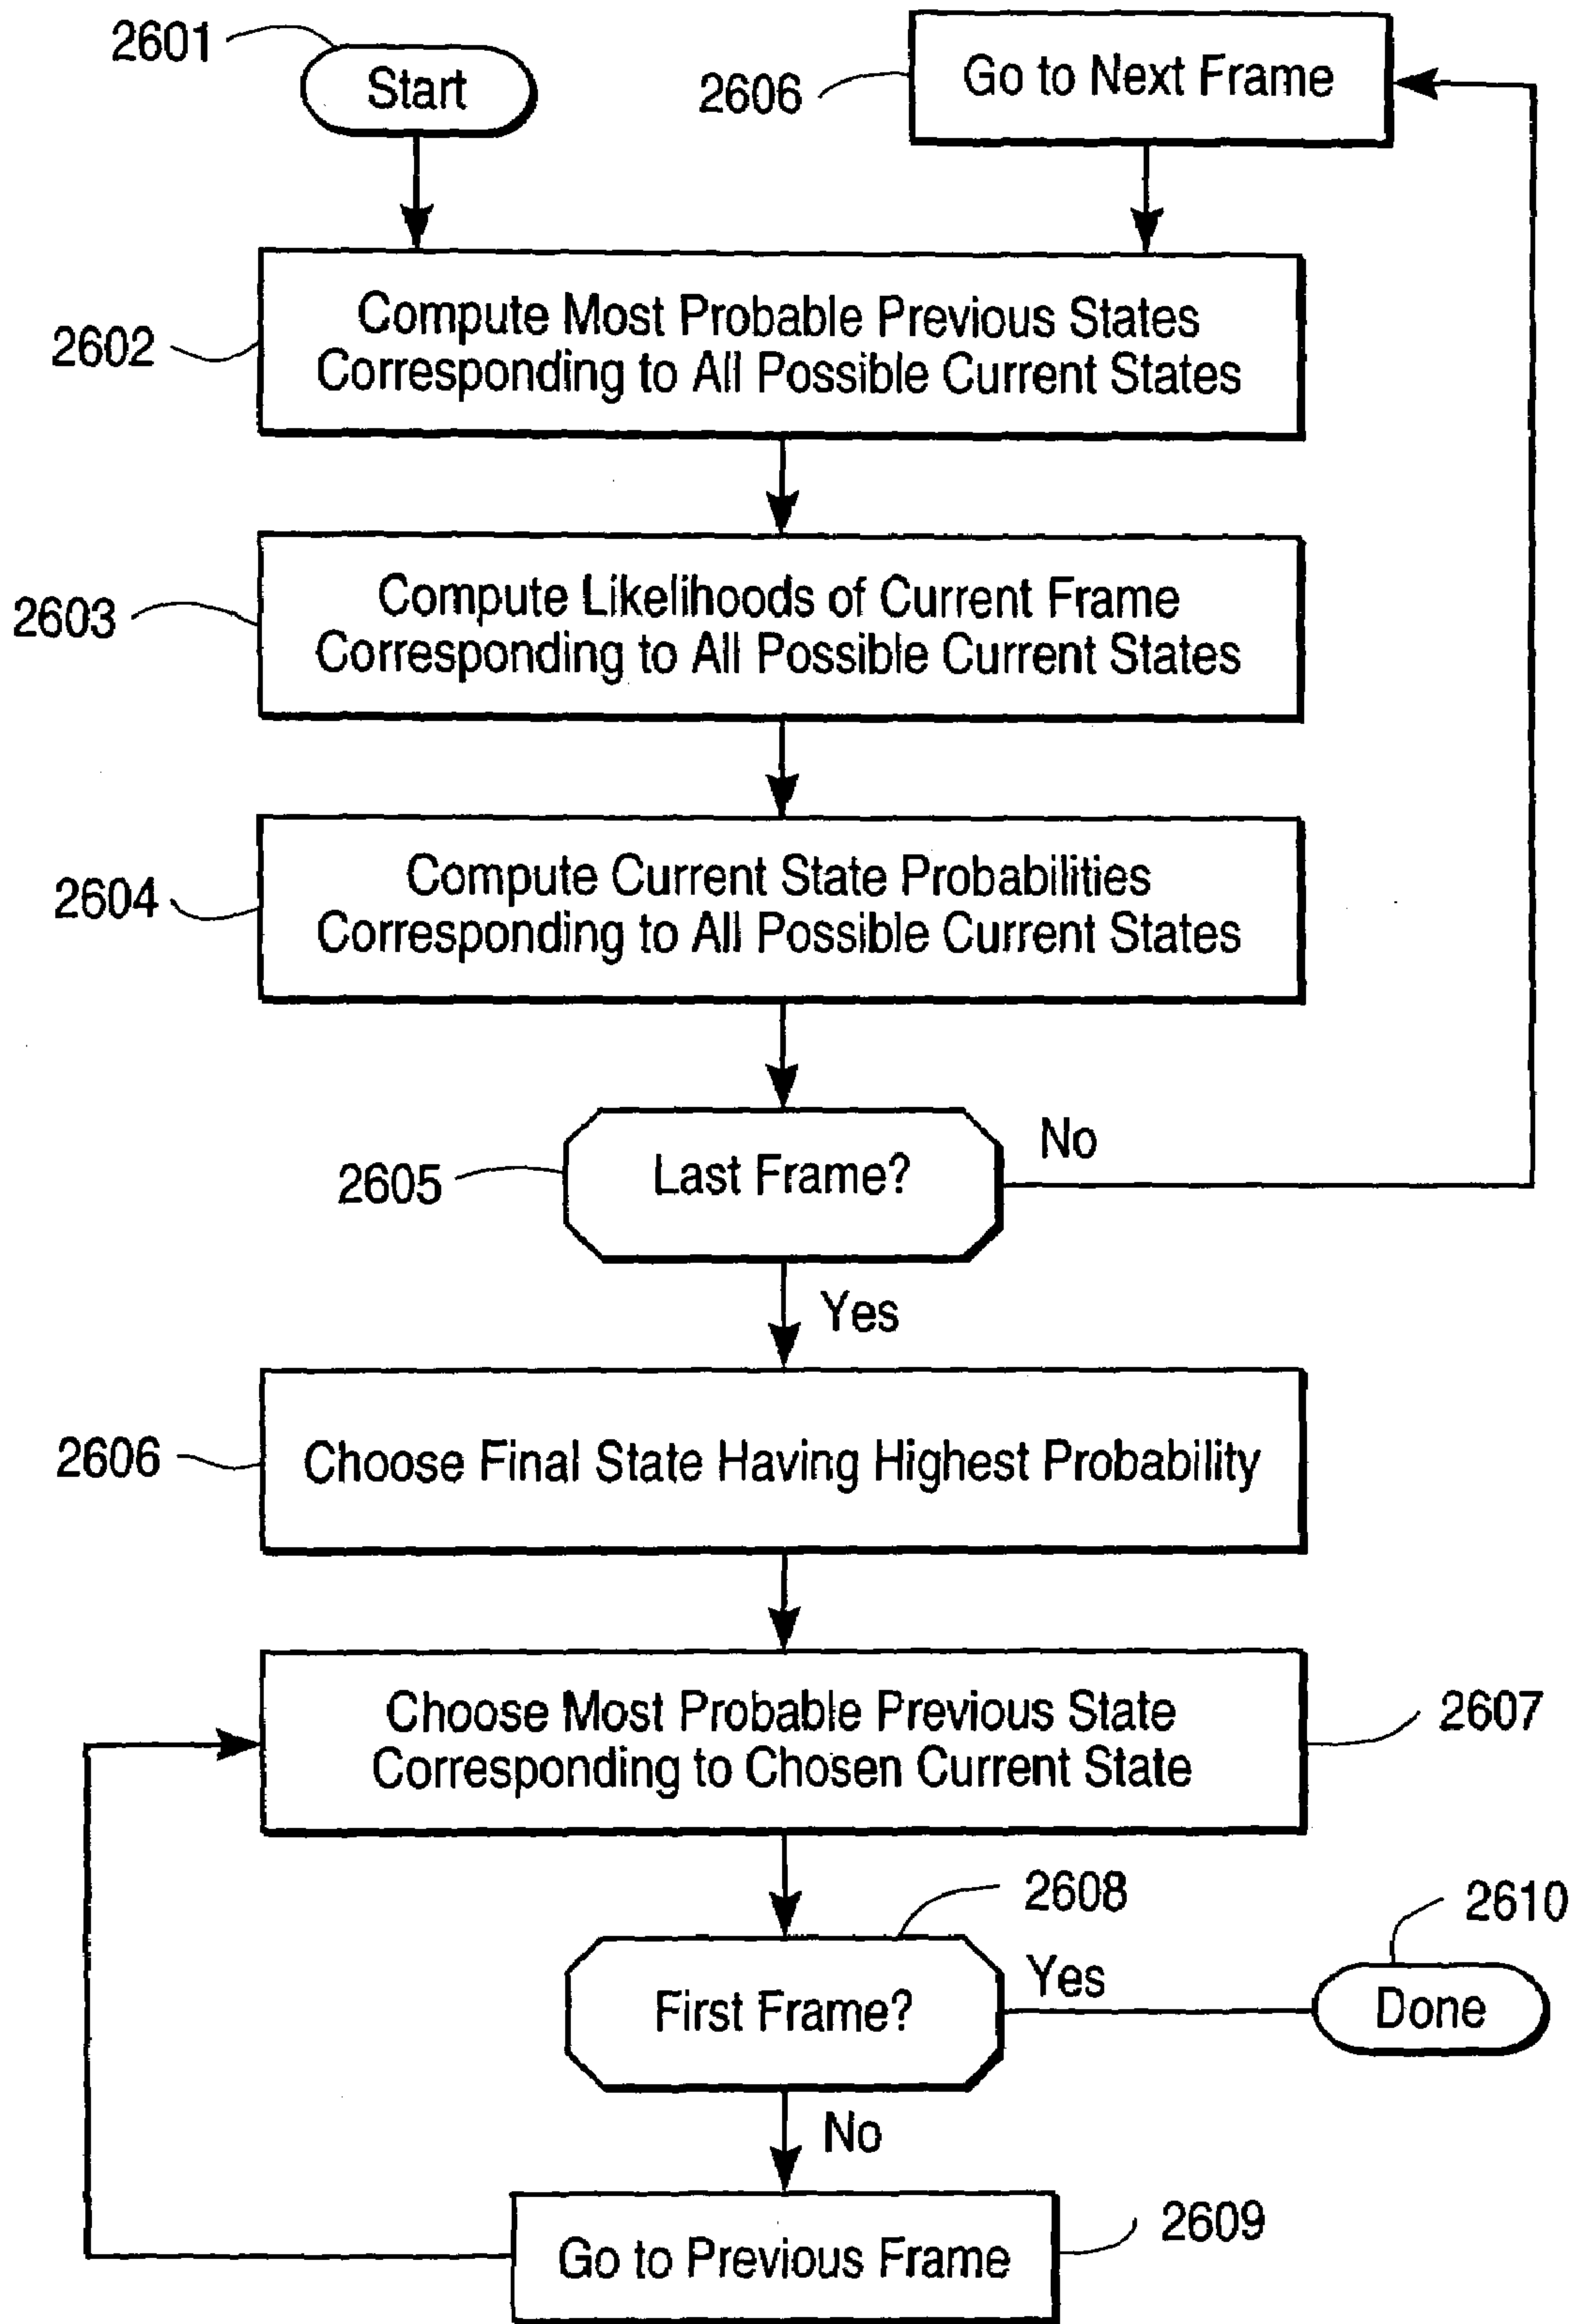 2601
Start
2606
Go to Next Frame
2602
Compute Most Probable Previous States
Corresponding to All Possible Current States
2603
Compute Likelihoods of Current Frame
Corresponding to All Possible Current States
2604
Compute Current State Probabilities
Corresponding to All Possible Current States
2605
Last Frame?
No
Yes
2606
Choose Final State Having Highest Probability
Choose Most Probable Previous State
Corresponding to Chosen Current State
2607
2608
First Frame?
Yes
2610
Done
No
Go to Previous Frame
2609